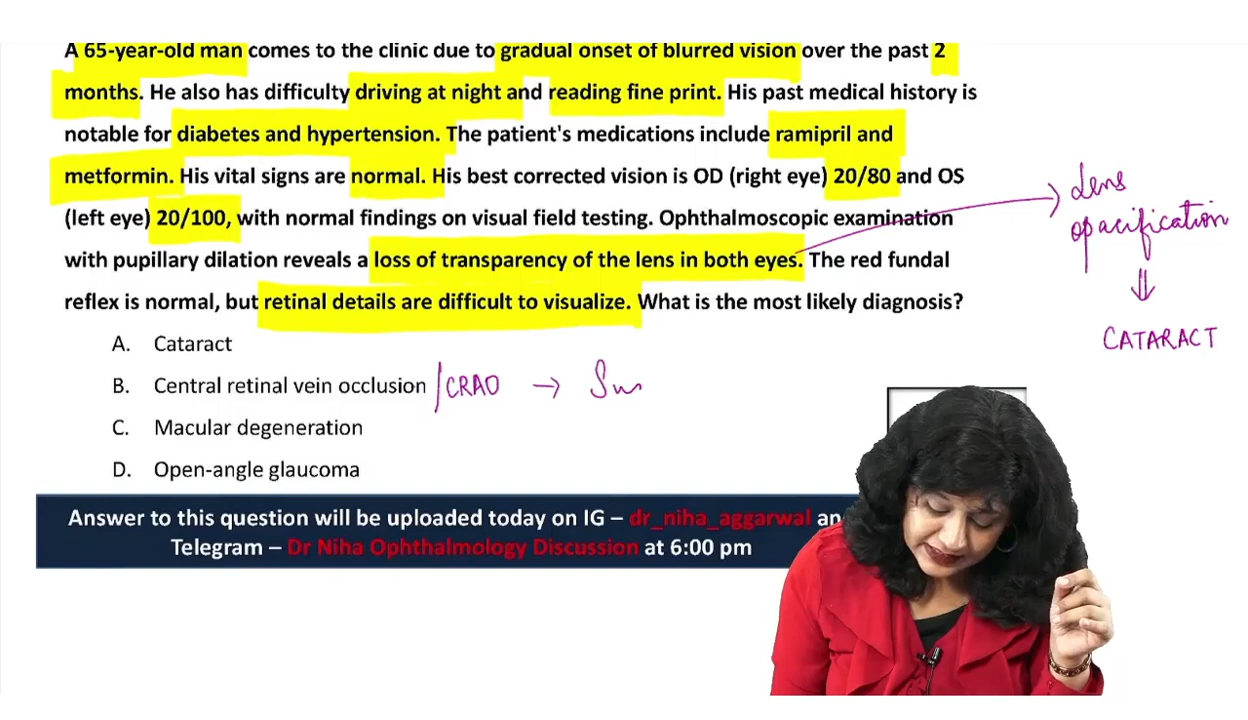 A 65-year-old man comes to the clinic due to gradual onset of blurred vision over the past 2
months. He also has difficulty driving at night and reading fine print. His past medical history is
notable for diabetes and hypertension. The patient's medications include ramipril and
metformin. His vital signs are normal. His best corrected vision is OD (right eye) 20/80 and OS
(left eye) 20/100, with normal findings on visual field testing. Ophthalmoscopic examination
with pupillary dilation reveals a loss of transparency of the lens in both eyes. The red fundal
reflex is normal, but retinal details are difficult to visualize. What is the most likely diagnosis?
Lens
opacification
⇓
CATARACT
A. Cataract
B. Central retinal vein occlusion /CRAO →
C. Macular degeneration
D. Open-angle glaucoma
Answer to this question will be uploaded today on IG – dr_niha_aggarwal
Telegram – Dr Niha Ophthalmology Discussion at 6:00 pm